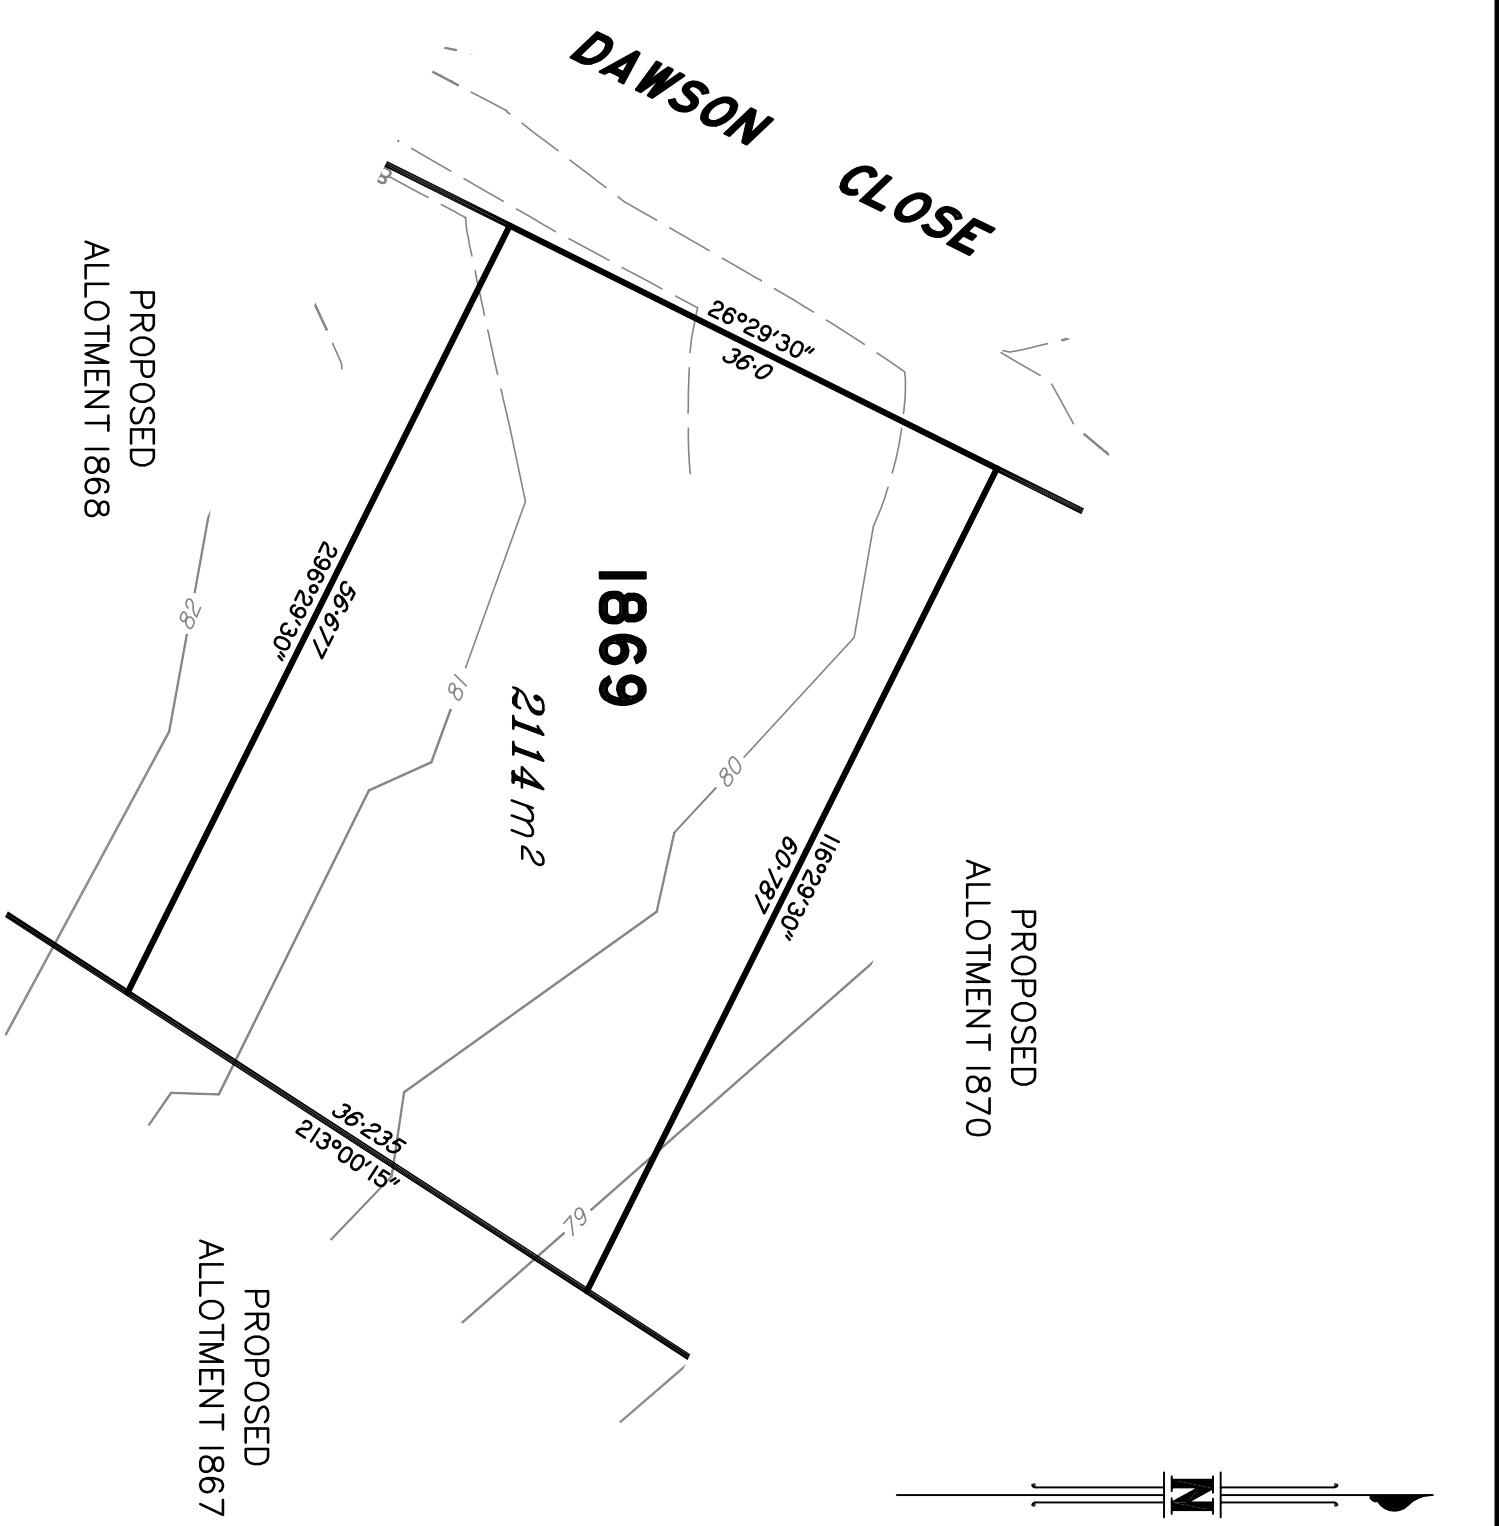 DAWSON CLOSE
26°29'30"
36·0
PROPOSED
ALLOTMENT 1868
296°29'30"
56·677
82
81
1869
2114 m²
80
116°29'30"
60·787
PROPOSED
ALLOTMENT 1870
36·235
213°00'15"
79
PROPOSED
ALLOTMENT 1867
N